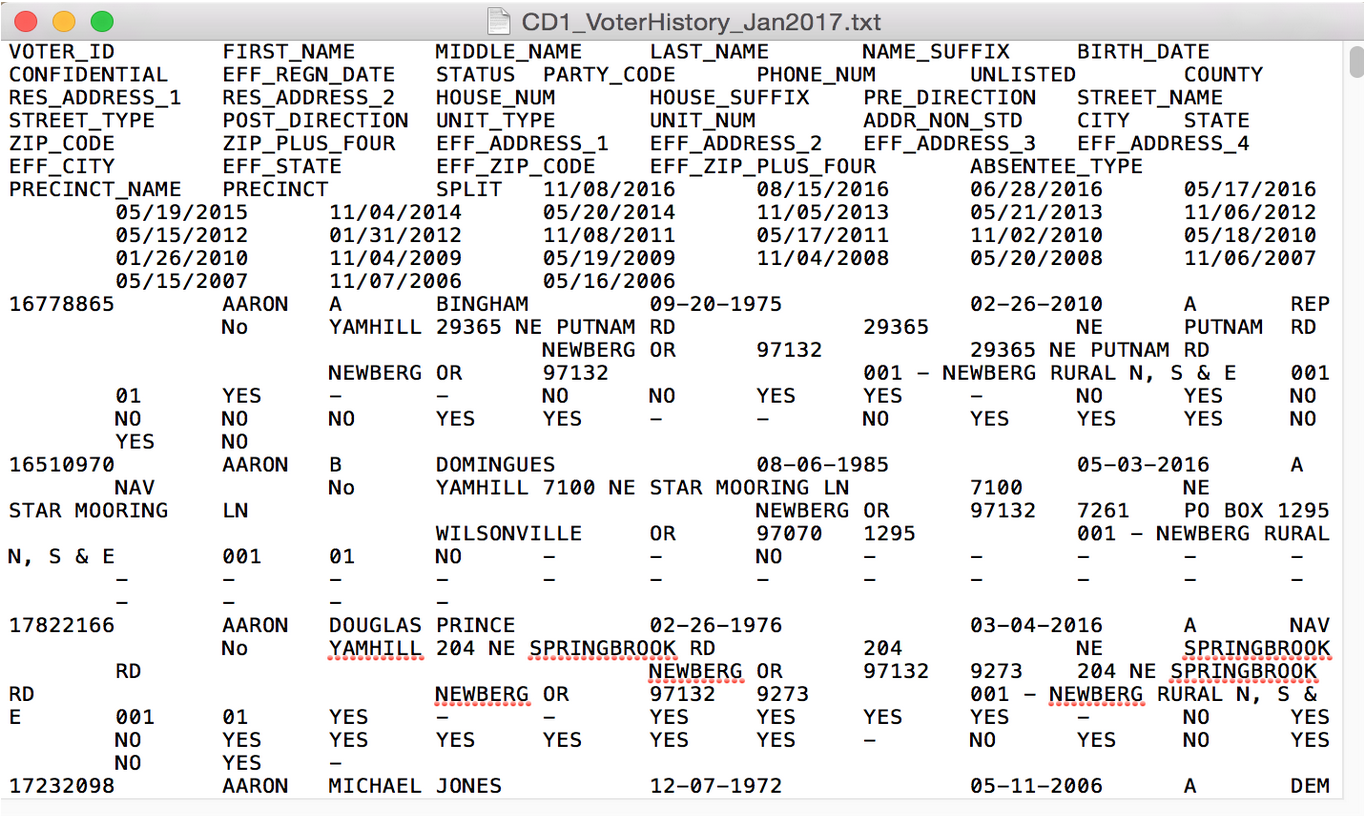 CD1_VoterHistory_Jan2017.txt
VOTER_ID FIRST_NAME MIDDLE_NAME LAST_NAME NAME_SUFFIX BIRTH_DATE
CONFIDENTIAL EFF_REGN_DATE STATUS PARTY_CODE PHONE_NUM UNLISTED COUNTY
RES_ADDRESS_1 RES_ADDRESS_2 HOUSE_NUM HOUSE_SUFFIX PRE_DIRECTION STREET_NAME
STREET_TYPE POST_DIRECTION UNIT_TYPE UNIT_NUM ADDR_NON_STD CITY STATE
ZIP_CODE ZIP_PLUS_FOUR EFF_ADDRESS_1 EFF_ADDRESS_2 EFF_ADDRESS_3 EFF_ADDRESS_4
EFF_CITY EFF_STATE EFF_ZIP_CODE EFF_ZIP_PLUS_FOUR ABSENTEE_TYPE
PRECINCT_NAME PRECINCT SPLIT 11/08/2016 08/15/2016 06/28/2016 05/17/2016
05/19/2015 11/04/2014 05/20/2014 11/05/2013 05/21/2013 11/06/2012
05/15/2012 01/31/2012 11/08/2011 05/17/2011 11/02/2010 05/18/2010
01/26/2010 11/04/2009 05/19/2009 11/04/2008 05/20/2008 11/06/2007
05/15/2007 11/07/2006 05/16/2006
16778865 AARON A BINGHAM 09-20-1975 02-26-2010 A REP
No YAMHILL 29365 NE PUTNAM RD 29365 NE PUTNAM RD
NEWBERG OR 97132 29365 NE PUTNAM RD
NEWBERG OR 97132 001 – NEWBERG RURAL N, S & E 001
01 YES – – NO NO YES YES – NO YES NO
NO NO NO YES YES – – NO YES YES NO
YES NO
16510970 AARON B DOMINGUES 08-06-1985 05-03-2016 A
NAV No YAMHILL 7100 NE STAR MOORING LN 7100 NE
STAR MOORING LN NEWBERG OR 97132 7261 PO BOX 1295
WILSONVILLE OR 97070 1295 001 – NEWBERG RURAL
N, S & E 001 01 NO – – NO – – – – –
– – – – – – – – – – – –
– – – –
17822166 AARON DOUGLAS PRINCE 02-26-1976 03-04-2016 A NAV
No YAMHILL 204 NE SPRINGBROOK RD 204 NE SPRINGBROOK
RD NEWBERG OR 97132 9273 204 NE SPRINGBROOK
RD NEWBERG OR 97132 9273 001 – NEWBERG RURAL N, S &
E 001 01 YES – – YES YES YES YES – NO YES
NO YES YES YES YES YES YES – NO YES NO YES
NO YES –
17232098 AARON MICHAEL JONES 12-07-1972 05-11-2006 A DEM